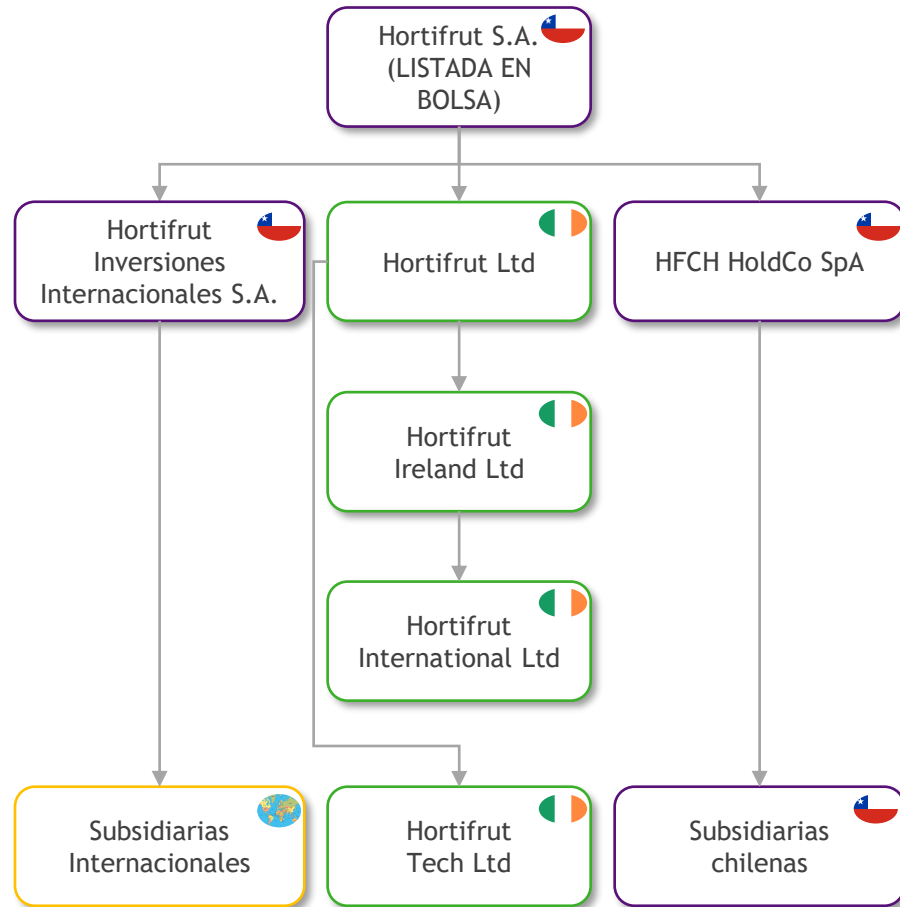 Hortifrut S.A.
(LISTADA EN
BOLSA)
Hortifrut
Inversiones
Internacionales S.A.
Hortifrut Ltd
HFCH HoldCo SpA
Hortifrut
Ireland Ltd
Hortifrut
International Ltd
Subsidiarias
Internacionales
Hortifrut
Tech Ltd
Subsidiarias
chilenas